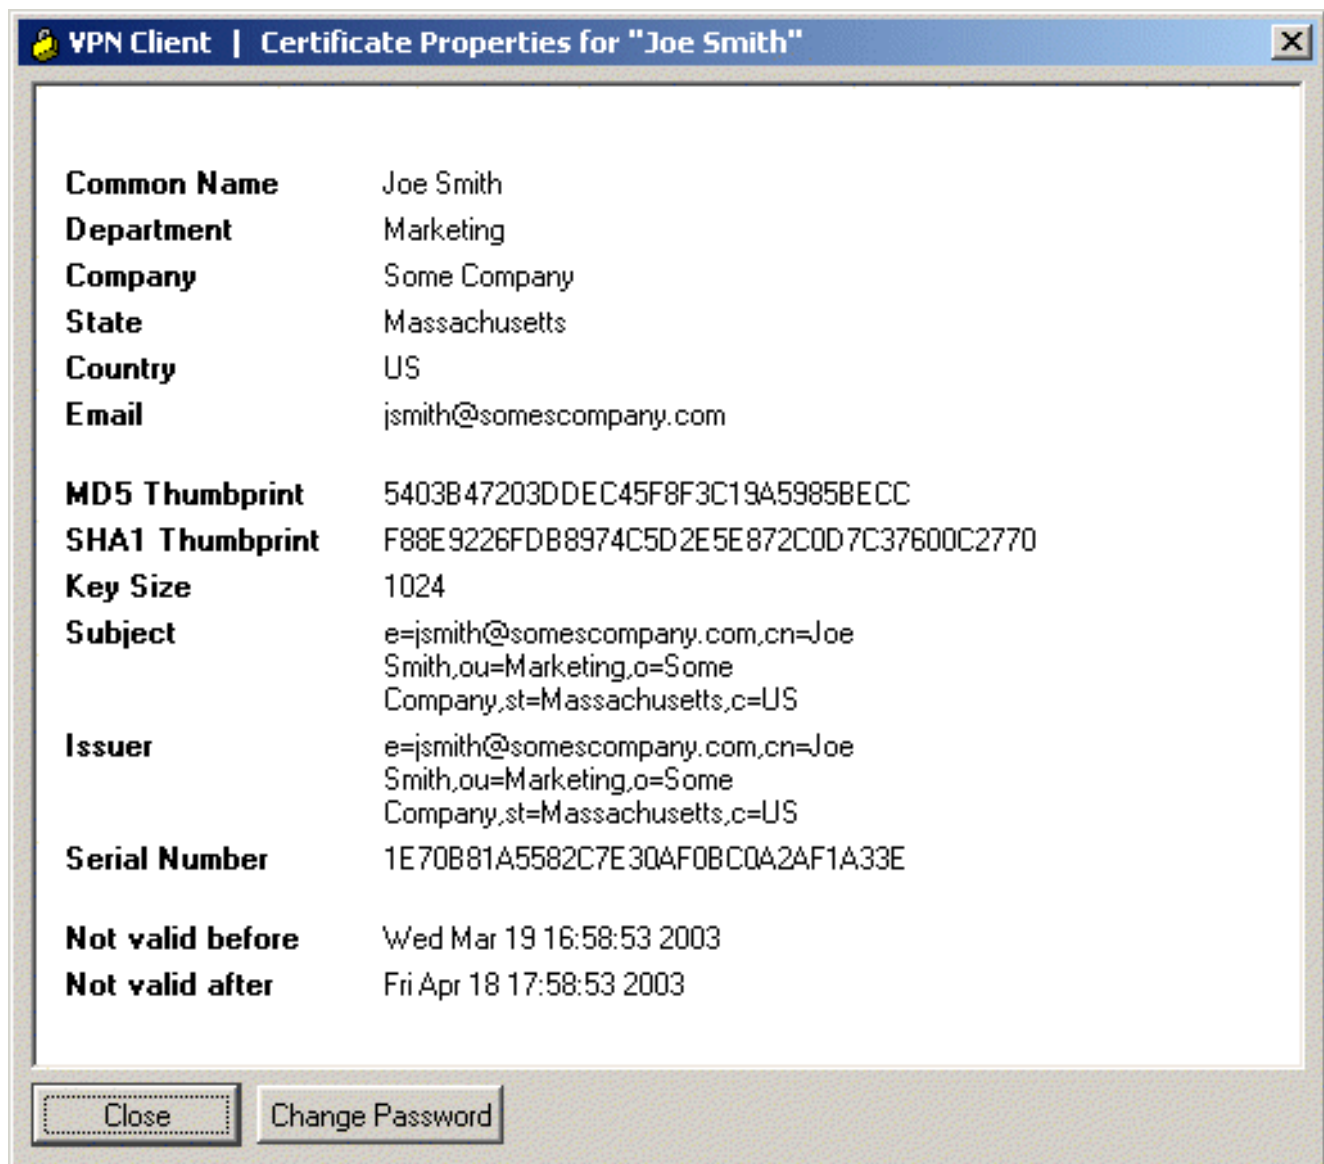 VPN Client | Certificate Properties for "Joe Smith"
Common Name Joe Smith
Department Marketing
Company Some Company
State Massachusetts
Country US
Email jsmith@somescompany.com
MD5 Thumbprint 5403B47203DDEC45F8F3C19A5985BECC
SHA1 Thumbprint F88E9226FDB8974C5D2E5E872C0D7C37600C2770
Key Size 1024
Subject e=jsmith@somescompany.com,cn=Joe
Smith,ou=Marketing,o=Some
Company,st=Massachusetts,c=US
Issuer e=jsmith@somescompany.com,cn=Joe
Smith,ou=Marketing,o=Some
Company,st=Massachusetts,c=US
Serial Number 1E70B81A5582C7E30AF0BC0A2AF1A33E
Not valid before Wed Mar 19 16:58:53 2003
Not valid after Fri Apr 18 17:58:53 2003
Close Change Password